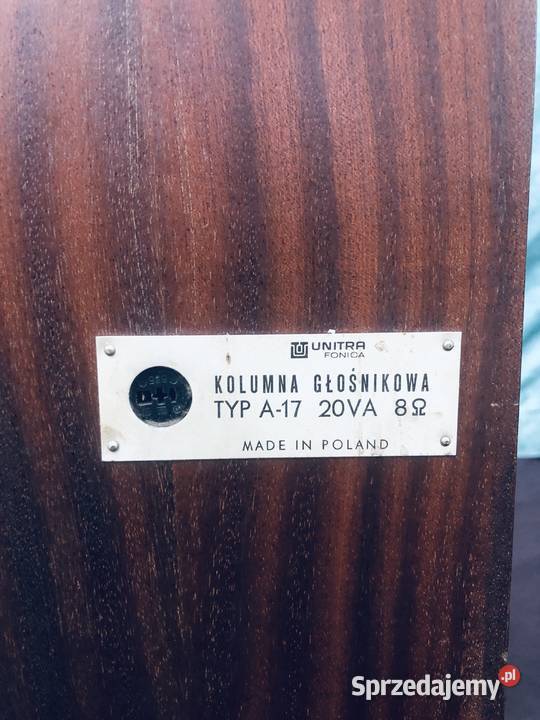 UNITRA
FONICA
KOLUMNA GŁOŚNIKOWA
TYP A-17 20VA 8Ω
MADE IN POLAND
Sprzedajemy.pl